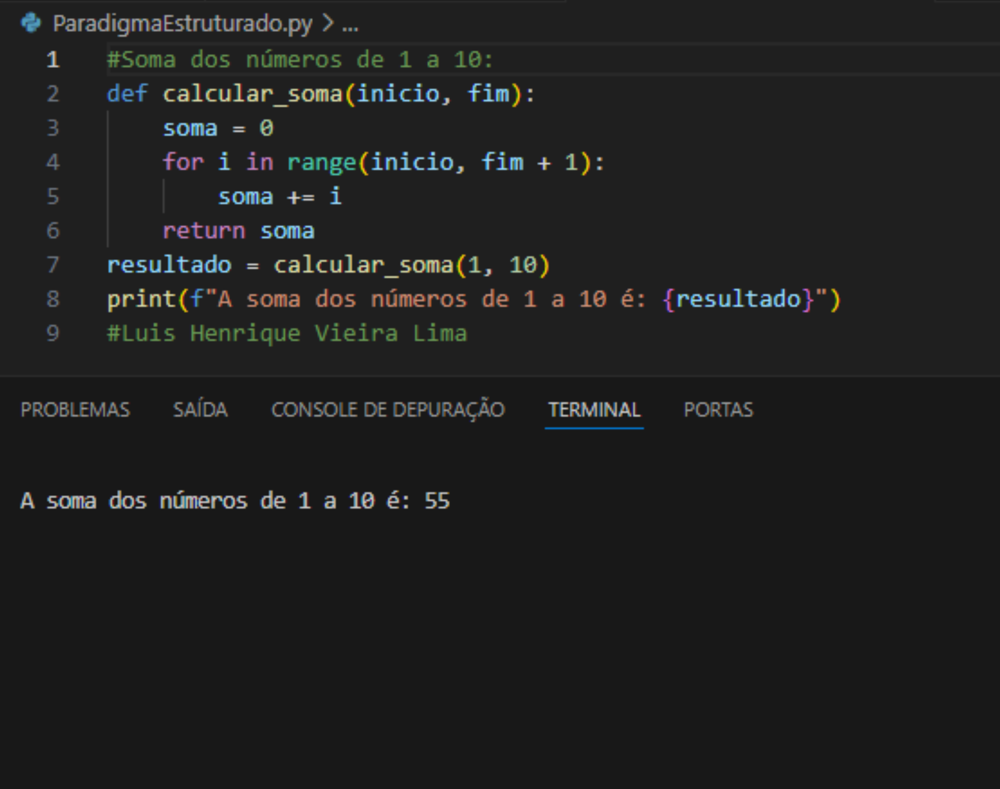 ParadigmaEstruturado.py > ...
1 #Soma dos números de 1 a 10:
2 def calcular_soma(inicio, fim):
3     soma = 0
4     for i in range(inicio, fim + 1):
5         soma += i
6     return soma
7 resultado = calcular_soma(1, 10)
8 print(f"A soma dos números de 1 a 10 é: {resultado}")
9 #Luis Henrique Vieira Lima
PROBLEMAS SAÍDA CONSOLE DE DEPURAÇÃO TERMINAL PORTAS
A soma dos números de 1 a 10 é: 55